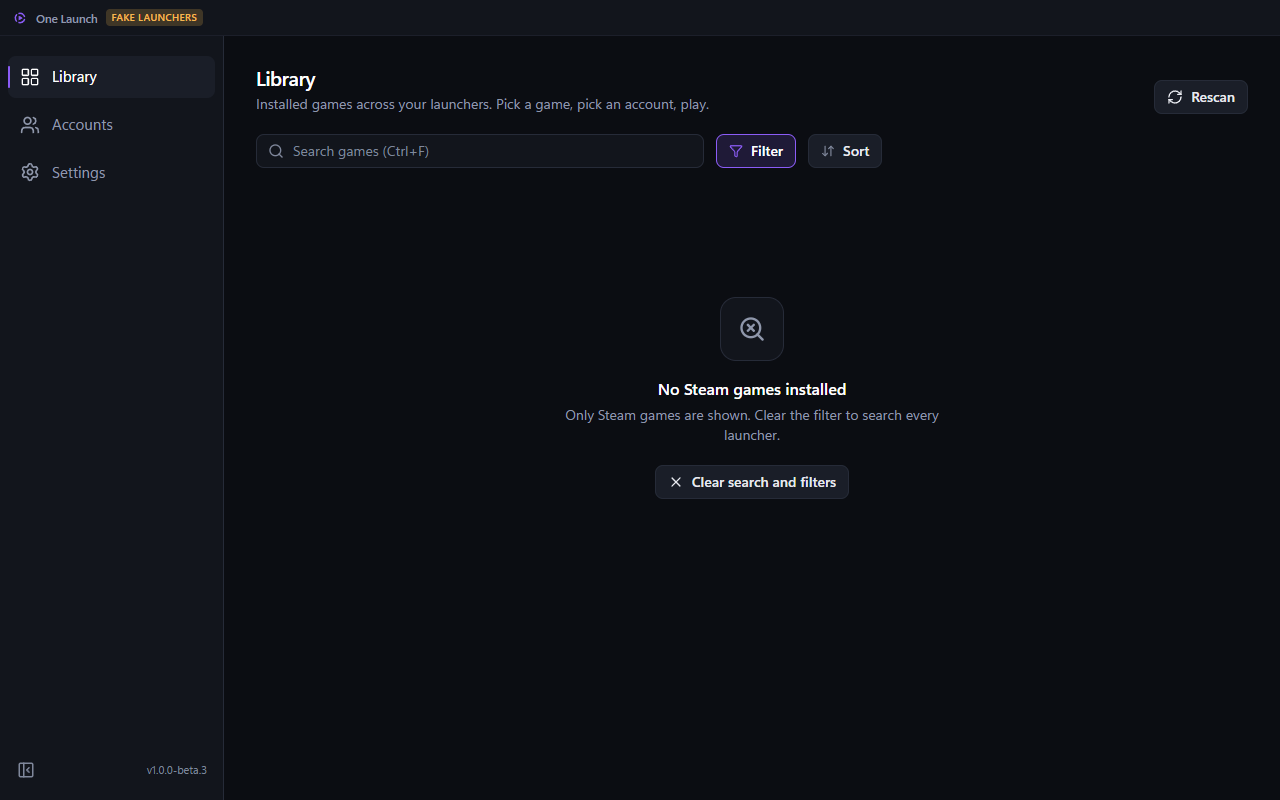 One Launch FAKE LAUNCHERS
Library
Accounts
Settings
v1.0.0-beta.3
Library
Installed games across your launchers. Pick a game, pick an account, play.
Rescan
Search games (Ctrl+F)
Filter
Sort
No Steam games installed
Only Steam games are shown. Clear the filter to search every
launcher.
Clear search and filters